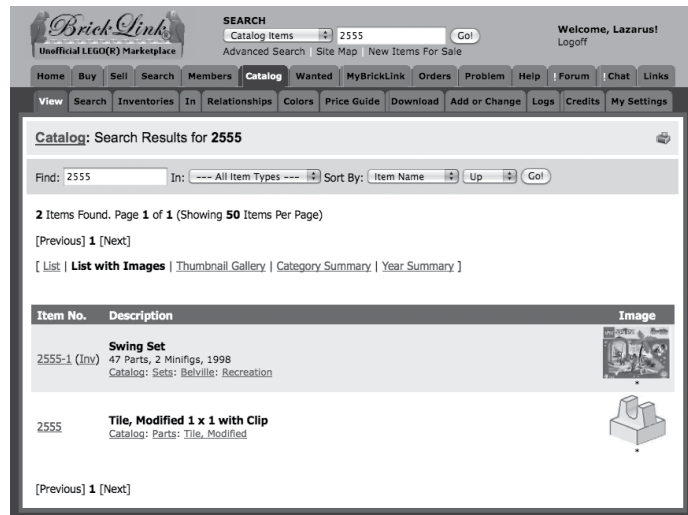 BrickLink
Unofficial LEGO(R) Marketplace
SEARCH
Catalog Items 2555 Go!
Advanced Search | Site Map | New Items For Sale
Welcome, Lazarus!
Logoff
Home Buy Sell Search Members Catalog Wanted MyBrickLink Orders Problem Help ! Forum ! Chat Links
View Search Inventories In Relationships Colors Price Guide Download Add or Change Logs Credits My Settings
Catalog: Search Results for 2555
Find: 2555 In: --- All Item Types --- Sort By: Item Name Up Go!
2 Items Found. Page 1 of 1 (Showing 50 Items Per Page)
[Previous] 1 [Next]
[ List | List with Images | Thumbnail Gallery | Category Summary | Year Summary ]
Item No. Description Image
Swing Set
2555-1 (Inv) 47 Parts, 2 Minifigs, 1998
Catalog: Sets: Belville: Recreation
*
Tile, Modified 1 x 1 with Clip
2555
Catalog: Parts: Tile, Modified
*
[Previous] 1 [Next]